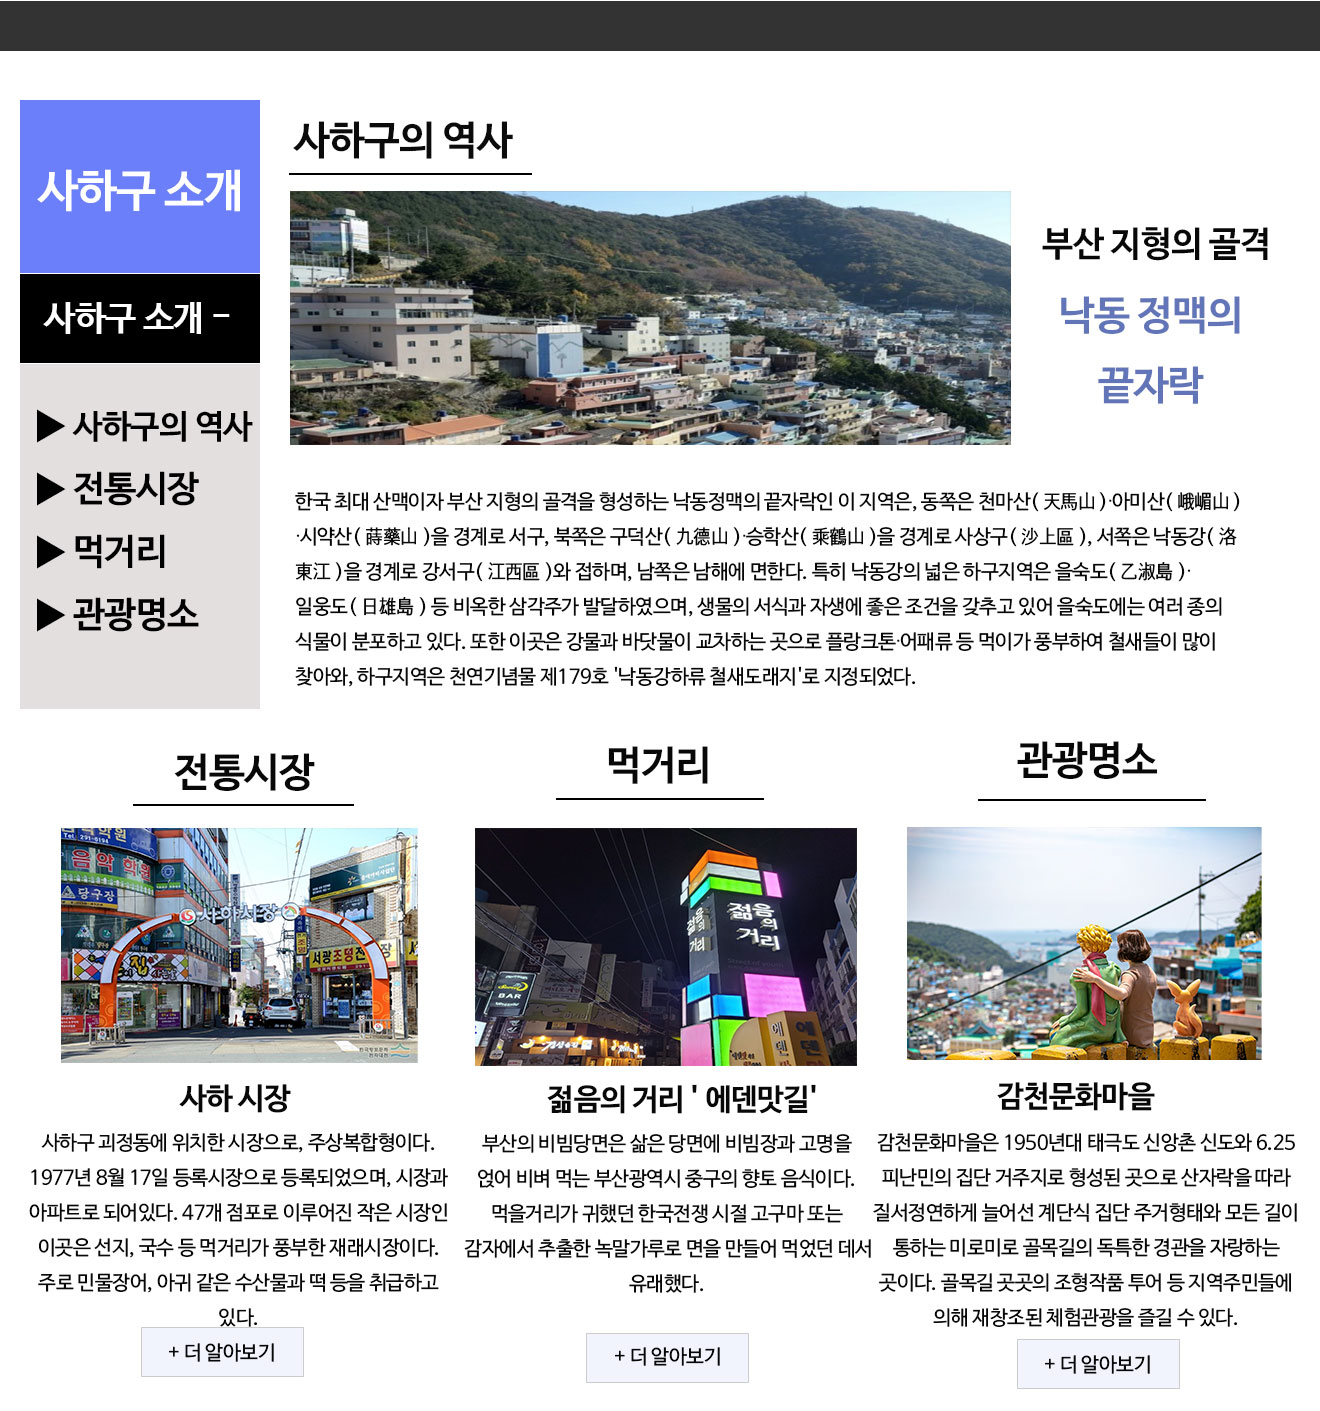 사하구 소개
사하구 소개 -
▶ 사하구의 역사
▶ 전통시장
▶ 먹거리
▶ 관광명소
사하구의 역사
부산 지형의 골격
낙동 정맥의
끝자락
한국 최대 산맥이자 부산 지형의 골격을 형성하는 낙동정맥의 끝자락인 이 지역은, 동쪽은 천마산( 天馬山 )·아미산( 峨嵋山 )
·시약산( 蒔藥山 )을 경계로 서구, 북쪽은 구덕산( 九德山 )·승학산( 乘鶴山 )을 경계로 사상구( 沙上區 ), 서쪽은 낙동강( 洛
東江 )을 경계로 강서구( 江西區 )와 접하며, 남쪽은 남해에 면한다. 특히 낙동강의 넓은 하구지역은 을숙도( 乙淑島 )·
일웅도( 日雄島 ) 등 비옥한 삼각주가 발달하였으며, 생물의 서식과 자생에 좋은 조건을 갖추고 있어 을숙도에는 여러 종의
식물이 분포하고 있다. 또한 이곳은 강물과 바닷물이 교차하는 곳으로 플랑크톤·어패류 등 먹이가 풍부하여 철새들이 많이
찾아와, 하구지역은 천연기념물 제179호 '낙동강하류 철새도래지'로 지정되었다.
전통시장
음악 학원
당구장
사하시장
사하 시장
사하구 괴정동에 위치한 시장으로, 주상복합형이다.
1977년 8월 17일 등록시장으로 등록되었으며, 시장과
아파트로 되어있다. 47개 점포로 이루어진 작은 시장인
이곳은 선지, 국수 등 먹거리가 풍부한 재래시장이다.
주로 민물장어, 아귀 같은 수산물과 떡 등을 취급하고
있다.
+ 더 알아보기
먹거리
젊음의 거리
젊음의 거리
BAR
젊음의 거리 ' 에덴맛길'
부산의 비빔당면은 삶은 당면에 비빔장과 고명을
얹어 비벼 먹는 부산광역시 중구의 향토 음식이다.
먹을거리가 귀했던 한국전쟁 시절 고구마 또는
감자에서 추출한 녹말가루로 면을 만들어 먹었던 데서
유래했다.
+ 더 알아보기
관광명소
감천문화마을
감천문화마을은 1950년대 태극도 신앙촌 신도와 6.25
피난민의 집단 거주지로 형성된 곳으로 산자락을 따라
질서정연하게 늘어선 계단식 집단 주거형태와 모든 길이
통하는 미로미로 골목길의 독특한 경관을 자랑하는
곳이다. 골목길 곳곳의 조형작품 투어 등 지역주민들에
의해 재창조된 체험관광을 즐길 수 있다.
+ 더 알아보기